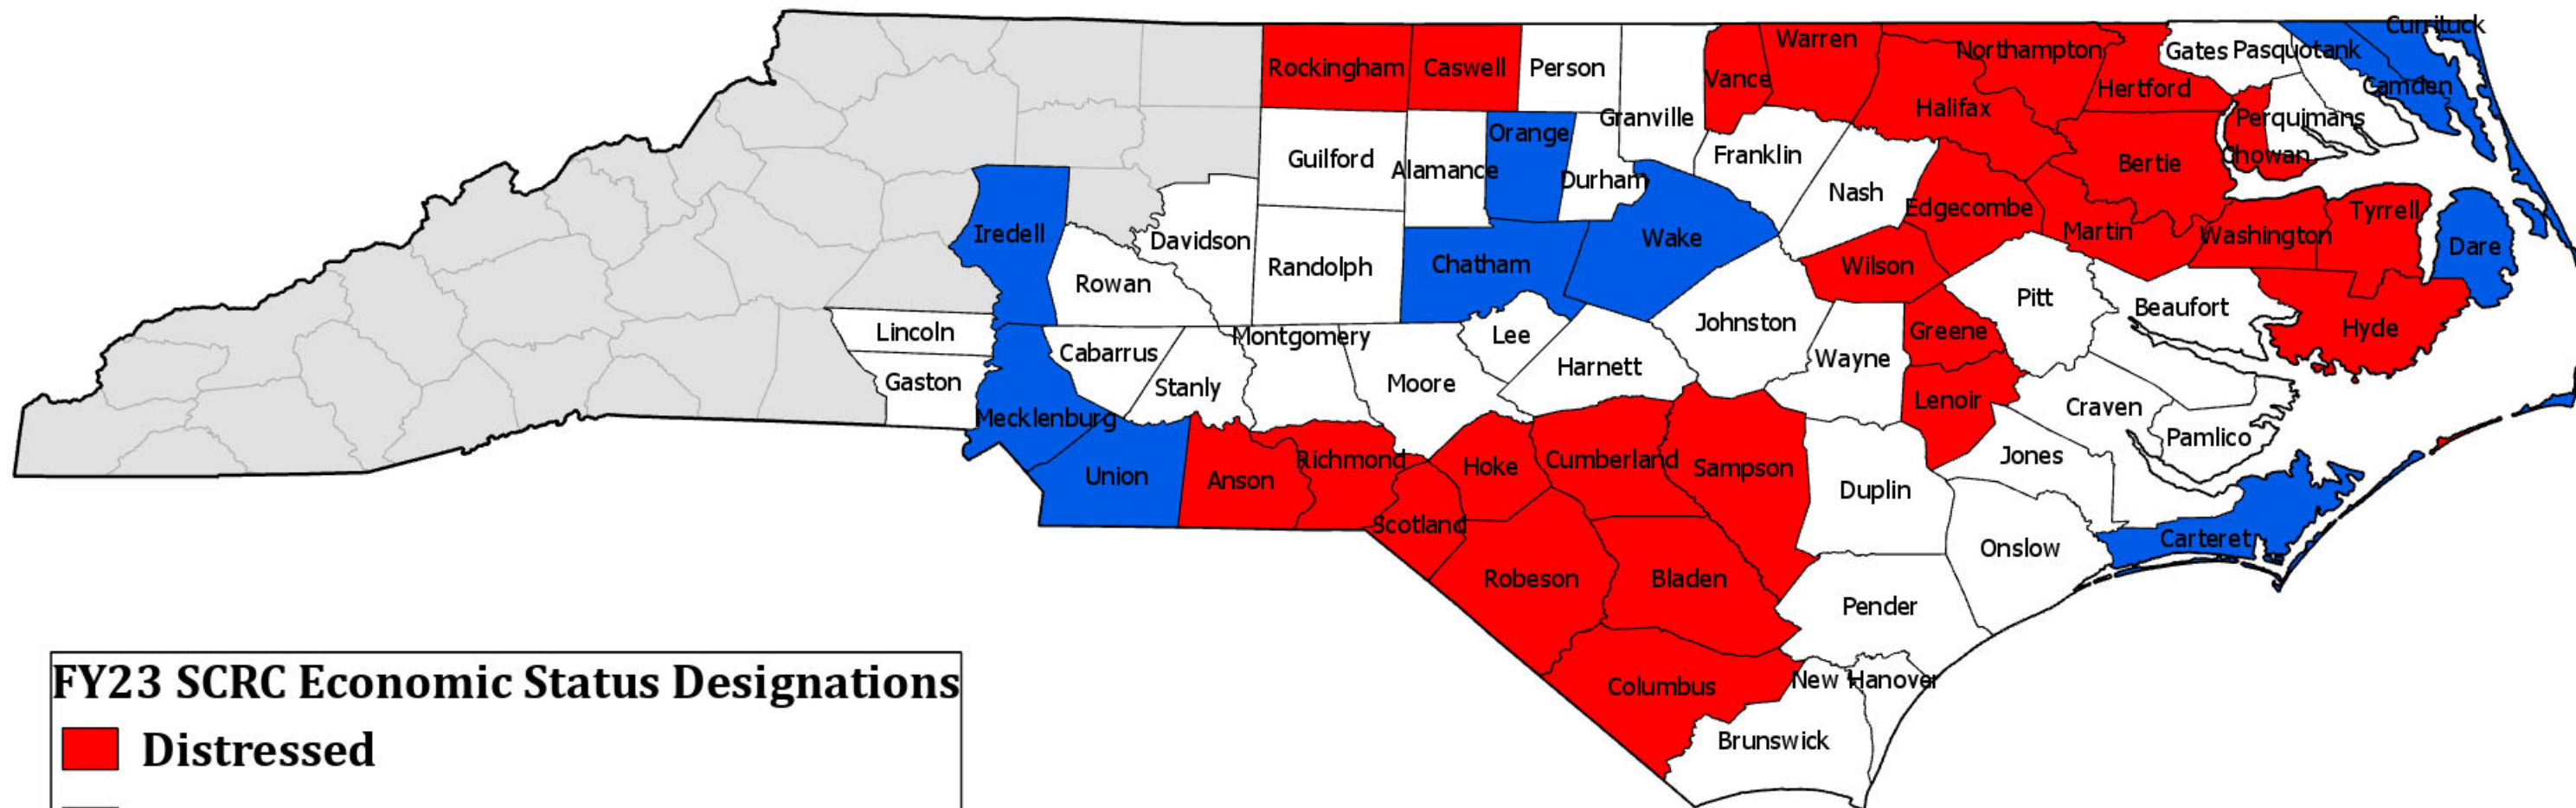 Currituck
Warren
Northampton
Gates
Pasquotank
Rockingham
Caswell
Person
Vance
Hertford
Camden
Halifax
Granville
Perquimans
Orange
Guilford
Alamance
Franklin
Chowan
Bertie
Durham
Nash
Edgecombe
Tyrrell
Iredell
Davidson
Wake
Martin
Washington
Dare
Randolph
Chatham
Wilson
Rowan
Pitt
Beaufort
Lincoln
Montgomery
Lee
Johnston
Greene
Hyde
Cabarrus
Wayne
Harnett
Gaston
Stanly
Moore
Lenoir
Craven
Mecklenburg
Pamlico
Richmond
Hoke
Cumberland
Sampson
Jones
Union
Anson
Duplin
Scotland
Carteret
Onslow
Robeson
Bladen
Pender
New Hanover
Columbus
Brunswick
FY23 SCRC Economic Status Designations
Distressed